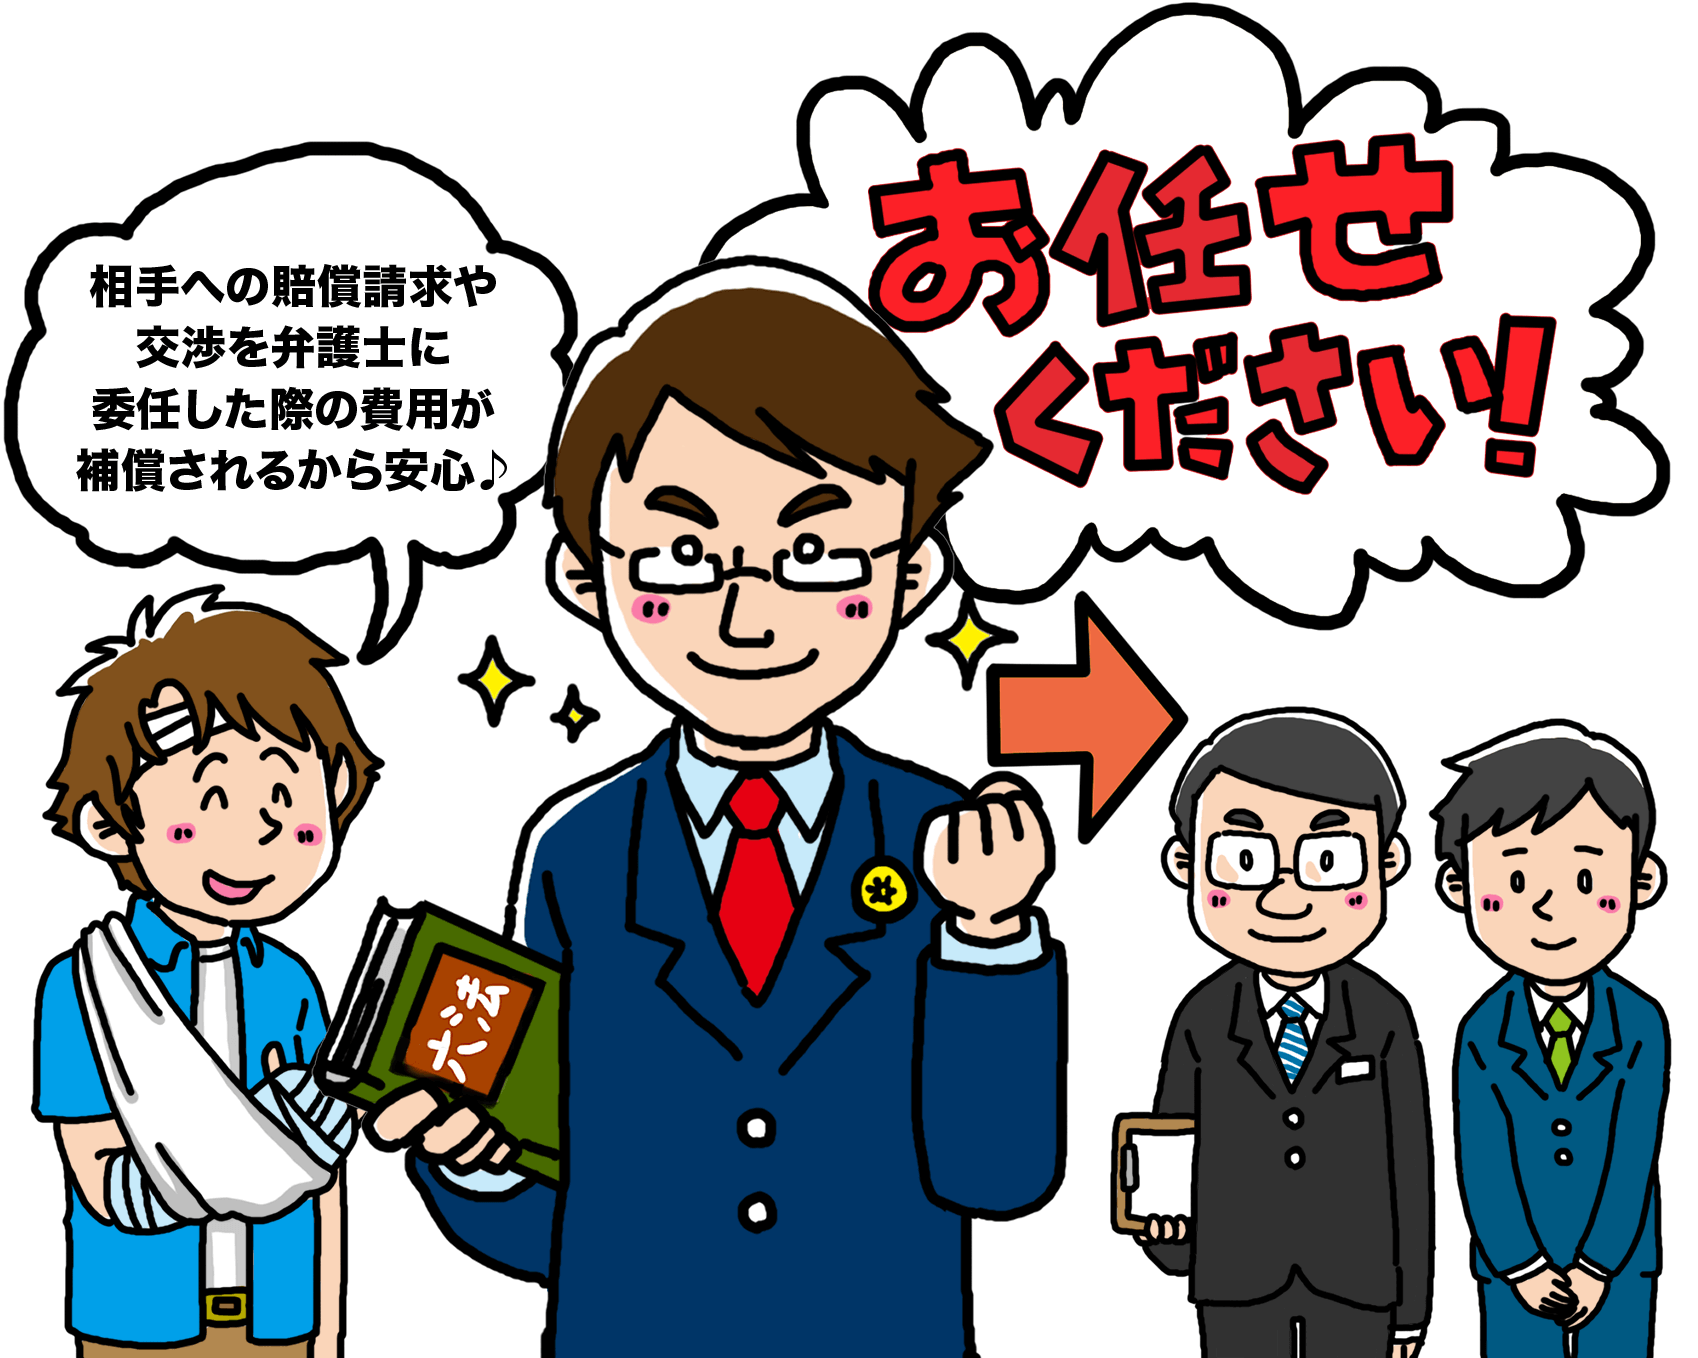 相手への賠償請求や
交渉を弁護士に
委任した際の費用が
補償されるから安心♪
お任せ
ください!
六法